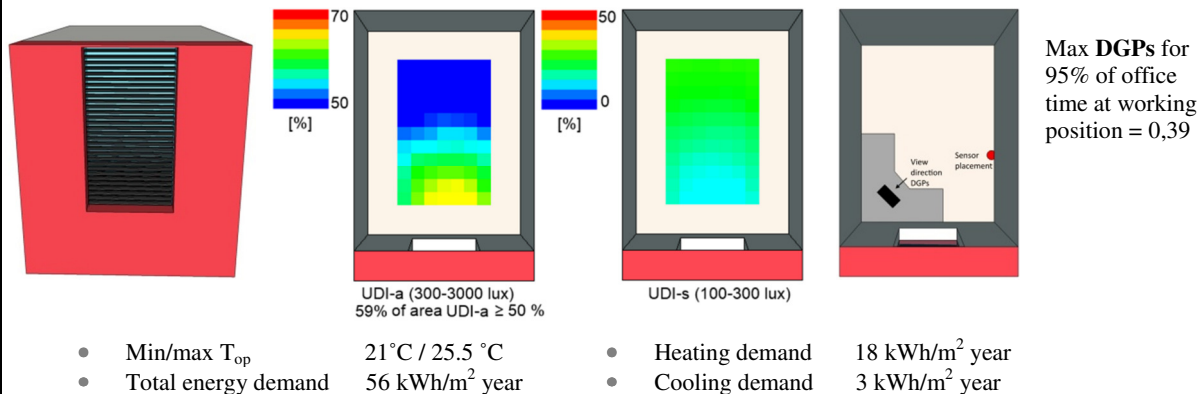 70
50
[%]
50
0
[%]
Max DGPs for
95% of office
time at working
position = 0,39
Sensor
placement
View
direction
DGPs
UDI-a (300-3000 lux)
59% of area UDI-a ≥ 50 %
UDI-s (100-300 lux)
• Min/max Top 21˚C / 25.5 ˚C
• Heating demand 18 kWh/m² year
• Total energy demand 56 kWh/m² year
• Cooling demand 3 kWh/m² year